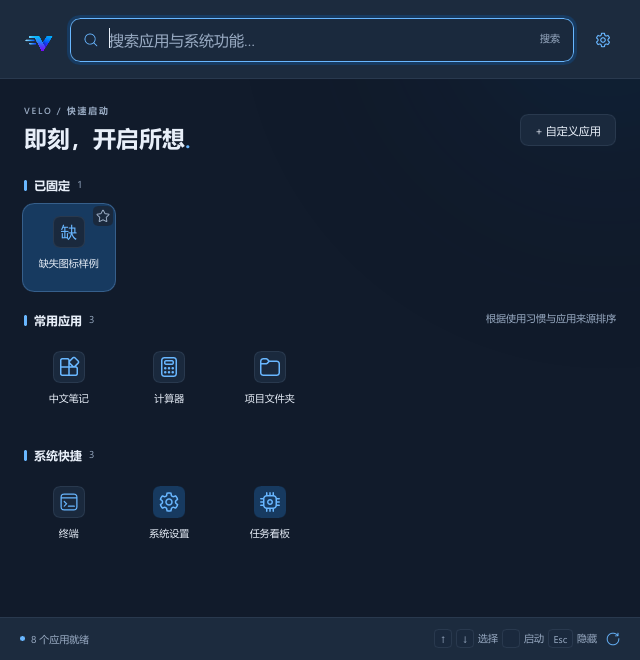 搜索应用与系统功能... 搜索
VELO / 快速启动
即刻，开启所想.
+ 自定义应用
已固定 1
缺
缺失图标样例
常用应用 3 根据使用习惯与应用来源排序
中文笔记 计算器 项目文件夹
系统快捷 3
终端 系统设置 任务看板
8 个应用就绪 ↑ ↓ 选择 启动 Esc 隐藏